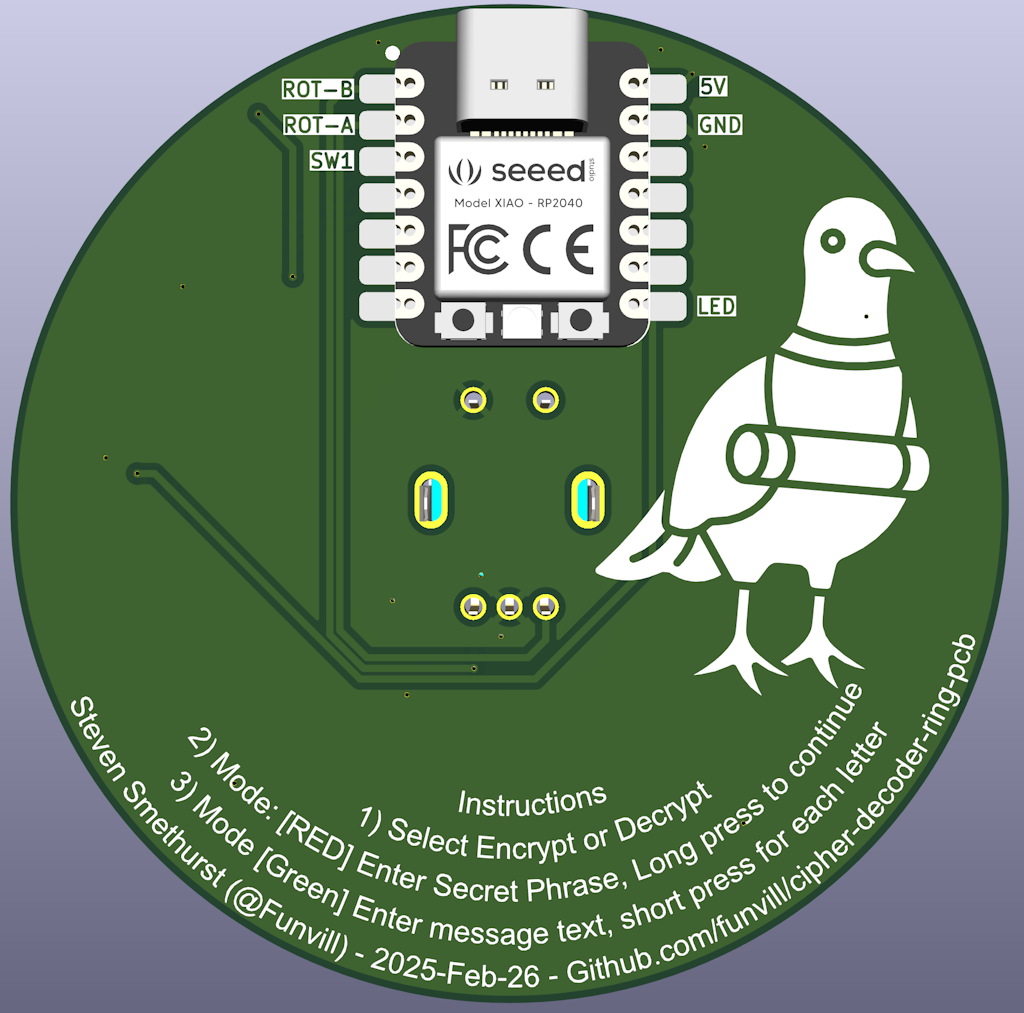 ROT-B
ROT-A
SW1
5V
GND
LED
seeed studio
Model XIAO - RP2040
FC CE
Instructions
1) Select Encrypt or Decrypt
2) Mode: [RED] Enter Secret Phrase, Long press to continue
3) Mode [Green] Enter message text, short press for each letter
Steven Smethurst (@Funvill) - 2025-Feb-26 - Github.com/funvill/cipher-decoder-ring-pcb